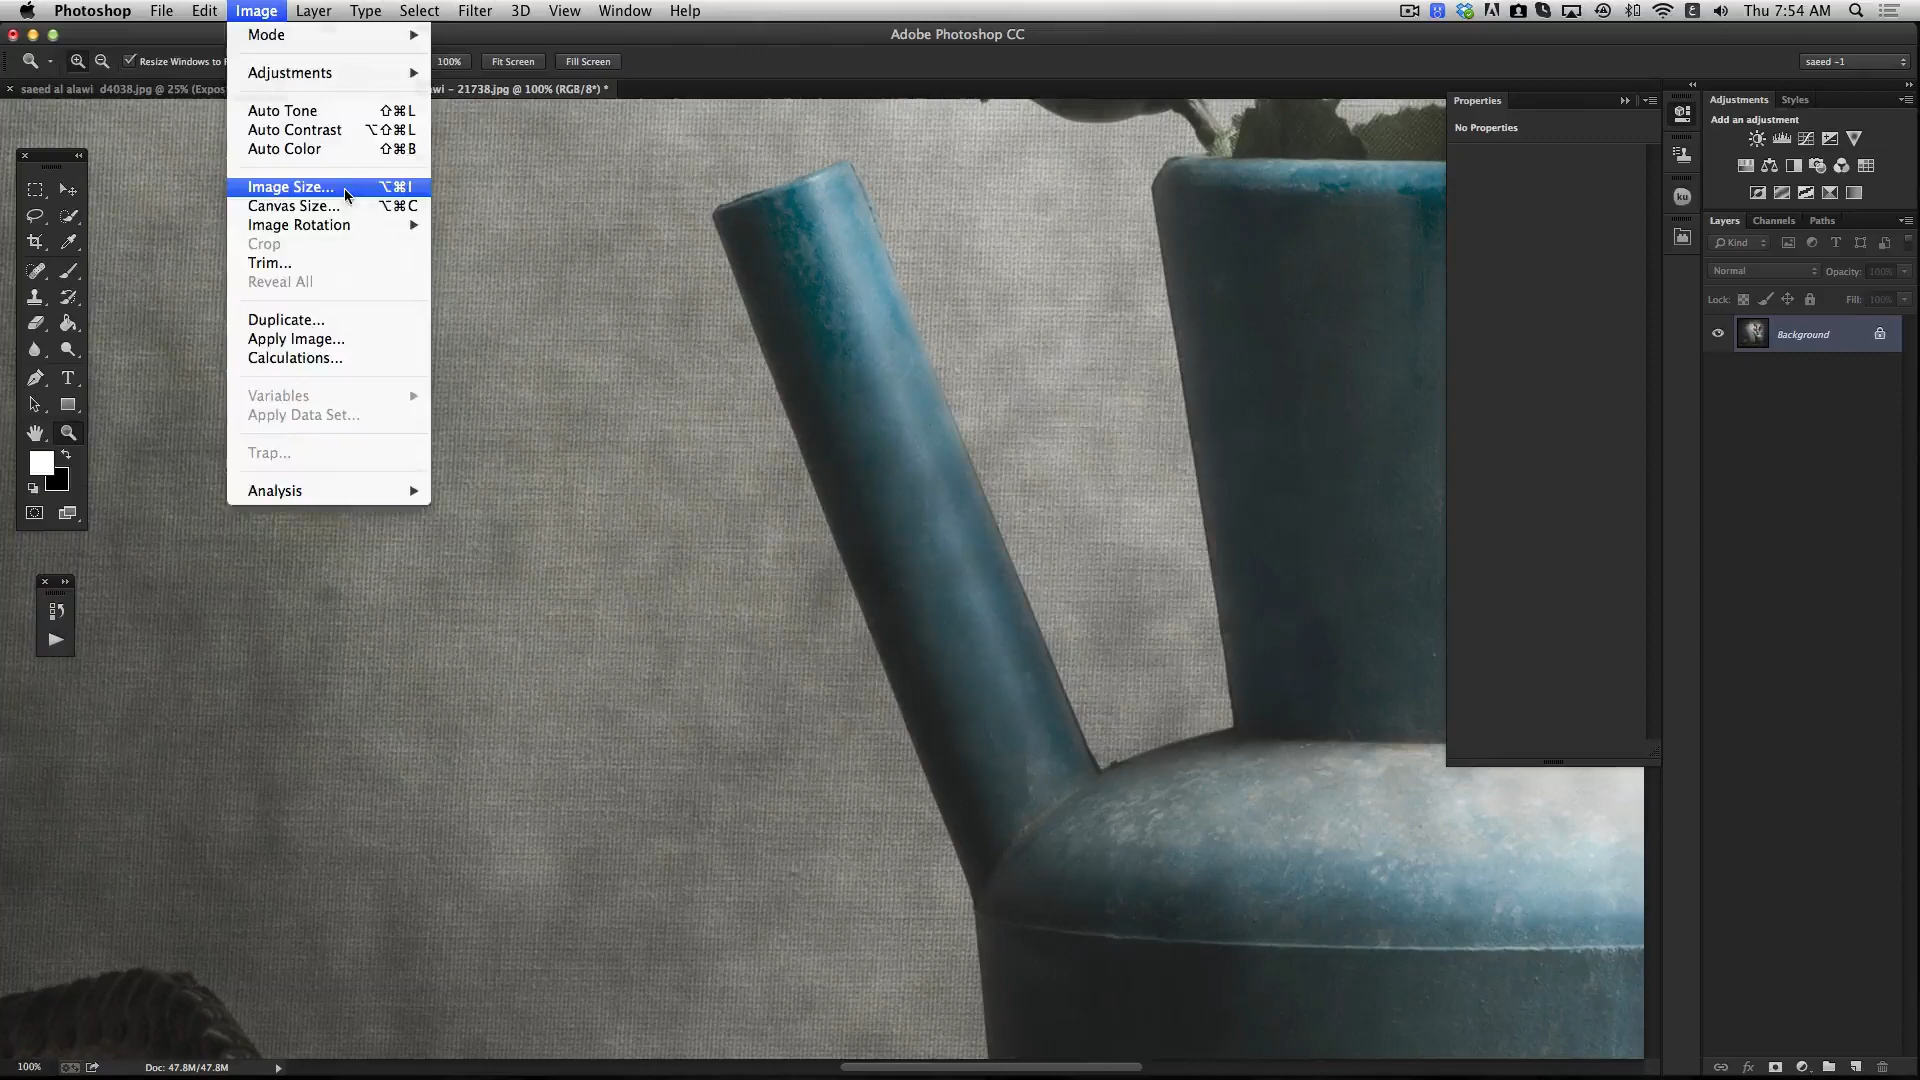 Photoshop File Edit Image Layer Type Select Filter 3D View Window Help Thu 7:54 AM
Adobe Photoshop CC
Resize Windows to F 100% Fit Screen Fill Screen saeed -1
saeed al alawi d4038.jpg @ 25% (Expos awi – 21738.jpg @ 100% (RGB/8*) *
Mode
Adjustments
Auto Tone ⇧⌘L
Auto Contrast ⌥⇧⌘L
Auto Color ⇧⌘B
Image Size... ⌥⌘I
Canvas Size... ⌥⌘C
Image Rotation
Crop
Trim...
Reveal All
Duplicate...
Apply Image...
Calculations...
Variables
Apply Data Set...
Trap...
Analysis
Properties
No Properties
ku
Adjustments Styles
Add an adjustment
Layers Channels Paths
Kind
Normal Opacity: 100%
Lock: Fill: 100%
Background
100% Doc: 47.8M/47.8M